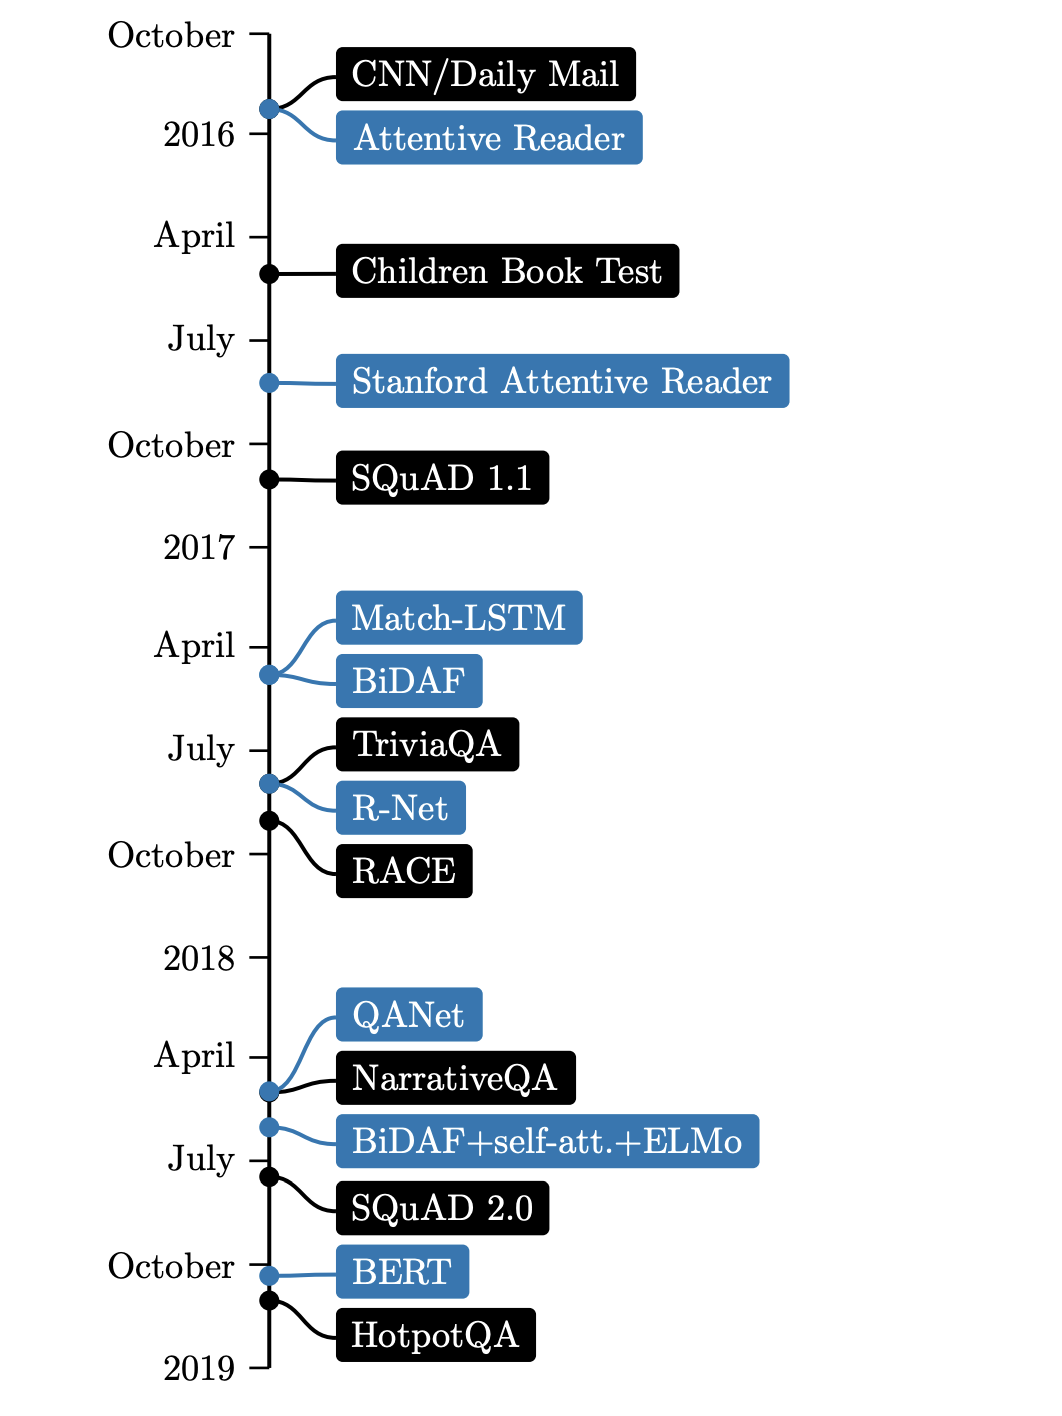 October
CNN/Daily Mail
2016
Attentive Reader
April
Children Book Test
July
Stanford Attentive Reader
October
SQuAD 1.1
2017
Match-LSTM
April
BiDAF
July
TriviaQA
R-Net
October
RACE
2018
QANet
April
NarrativeQA
BiDAF+self-att.+ELMo
July
SQuAD 2.0
October
BERT
HotpotQA
2019